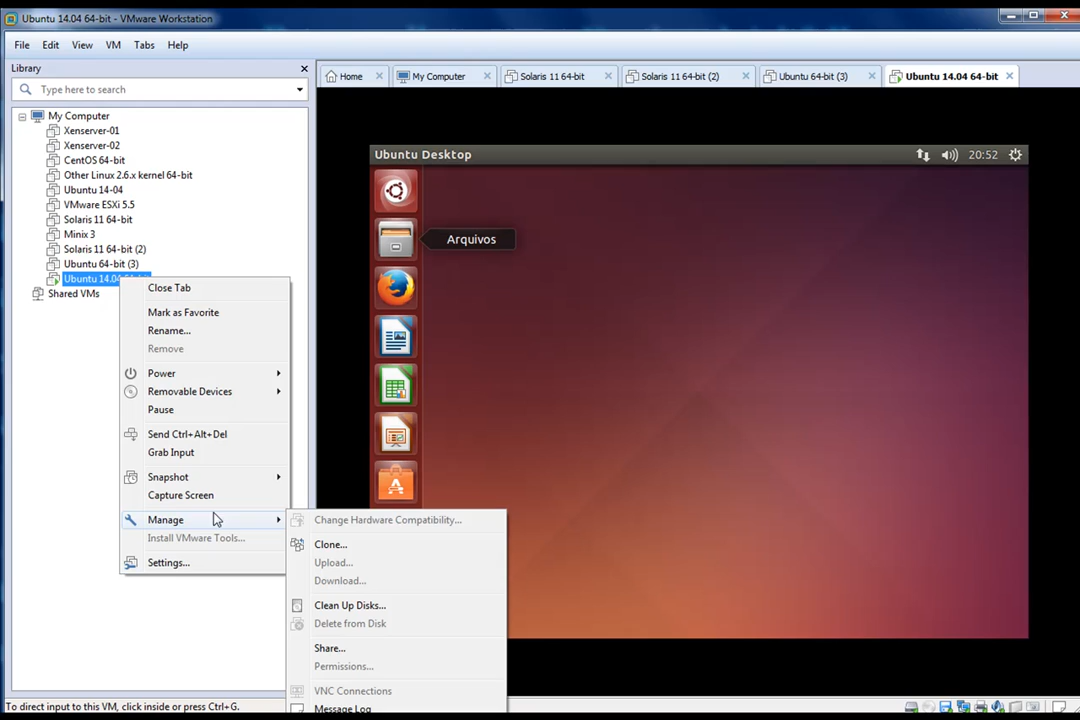 Ubuntu 14.04 64-bit - VMware Workstation
File Edit View VM Tabs Help
Library
Type here to search
My Computer
Xenserver-01
Xenserver-02
CentOS 64-bit
Other Linux 2.6.x kernel 64-bit
Ubuntu 14-04
VMware ESXi 5.5
Solaris 11 64-bit
Minix 3
Solaris 11 64-bit (2)
Ubuntu 64-bit (3)
Ubuntu 14.04
Shared VMs
Close Tab
Mark as Favorite
Rename...
Remove
Power
Removable Devices
Pause
Send Ctrl+Alt+Del
Grab Input
Snapshot
Capture Screen
Manage
Install VMware Tools...
Settings...
Change Hardware Compatibility...
Clone...
Upload...
Download...
Clean Up Disks...
Delete from Disk
Share...
Permissions...
VNC Connections
Message Log
Home My Computer Solaris 11 64-bit Solaris 11 64-bit (2) Ubuntu 64-bit (3) Ubuntu 14.04 64-bit
Ubuntu Desktop 20:52
Arquivos
To direct input to this VM, click inside or press Ctrl+G.